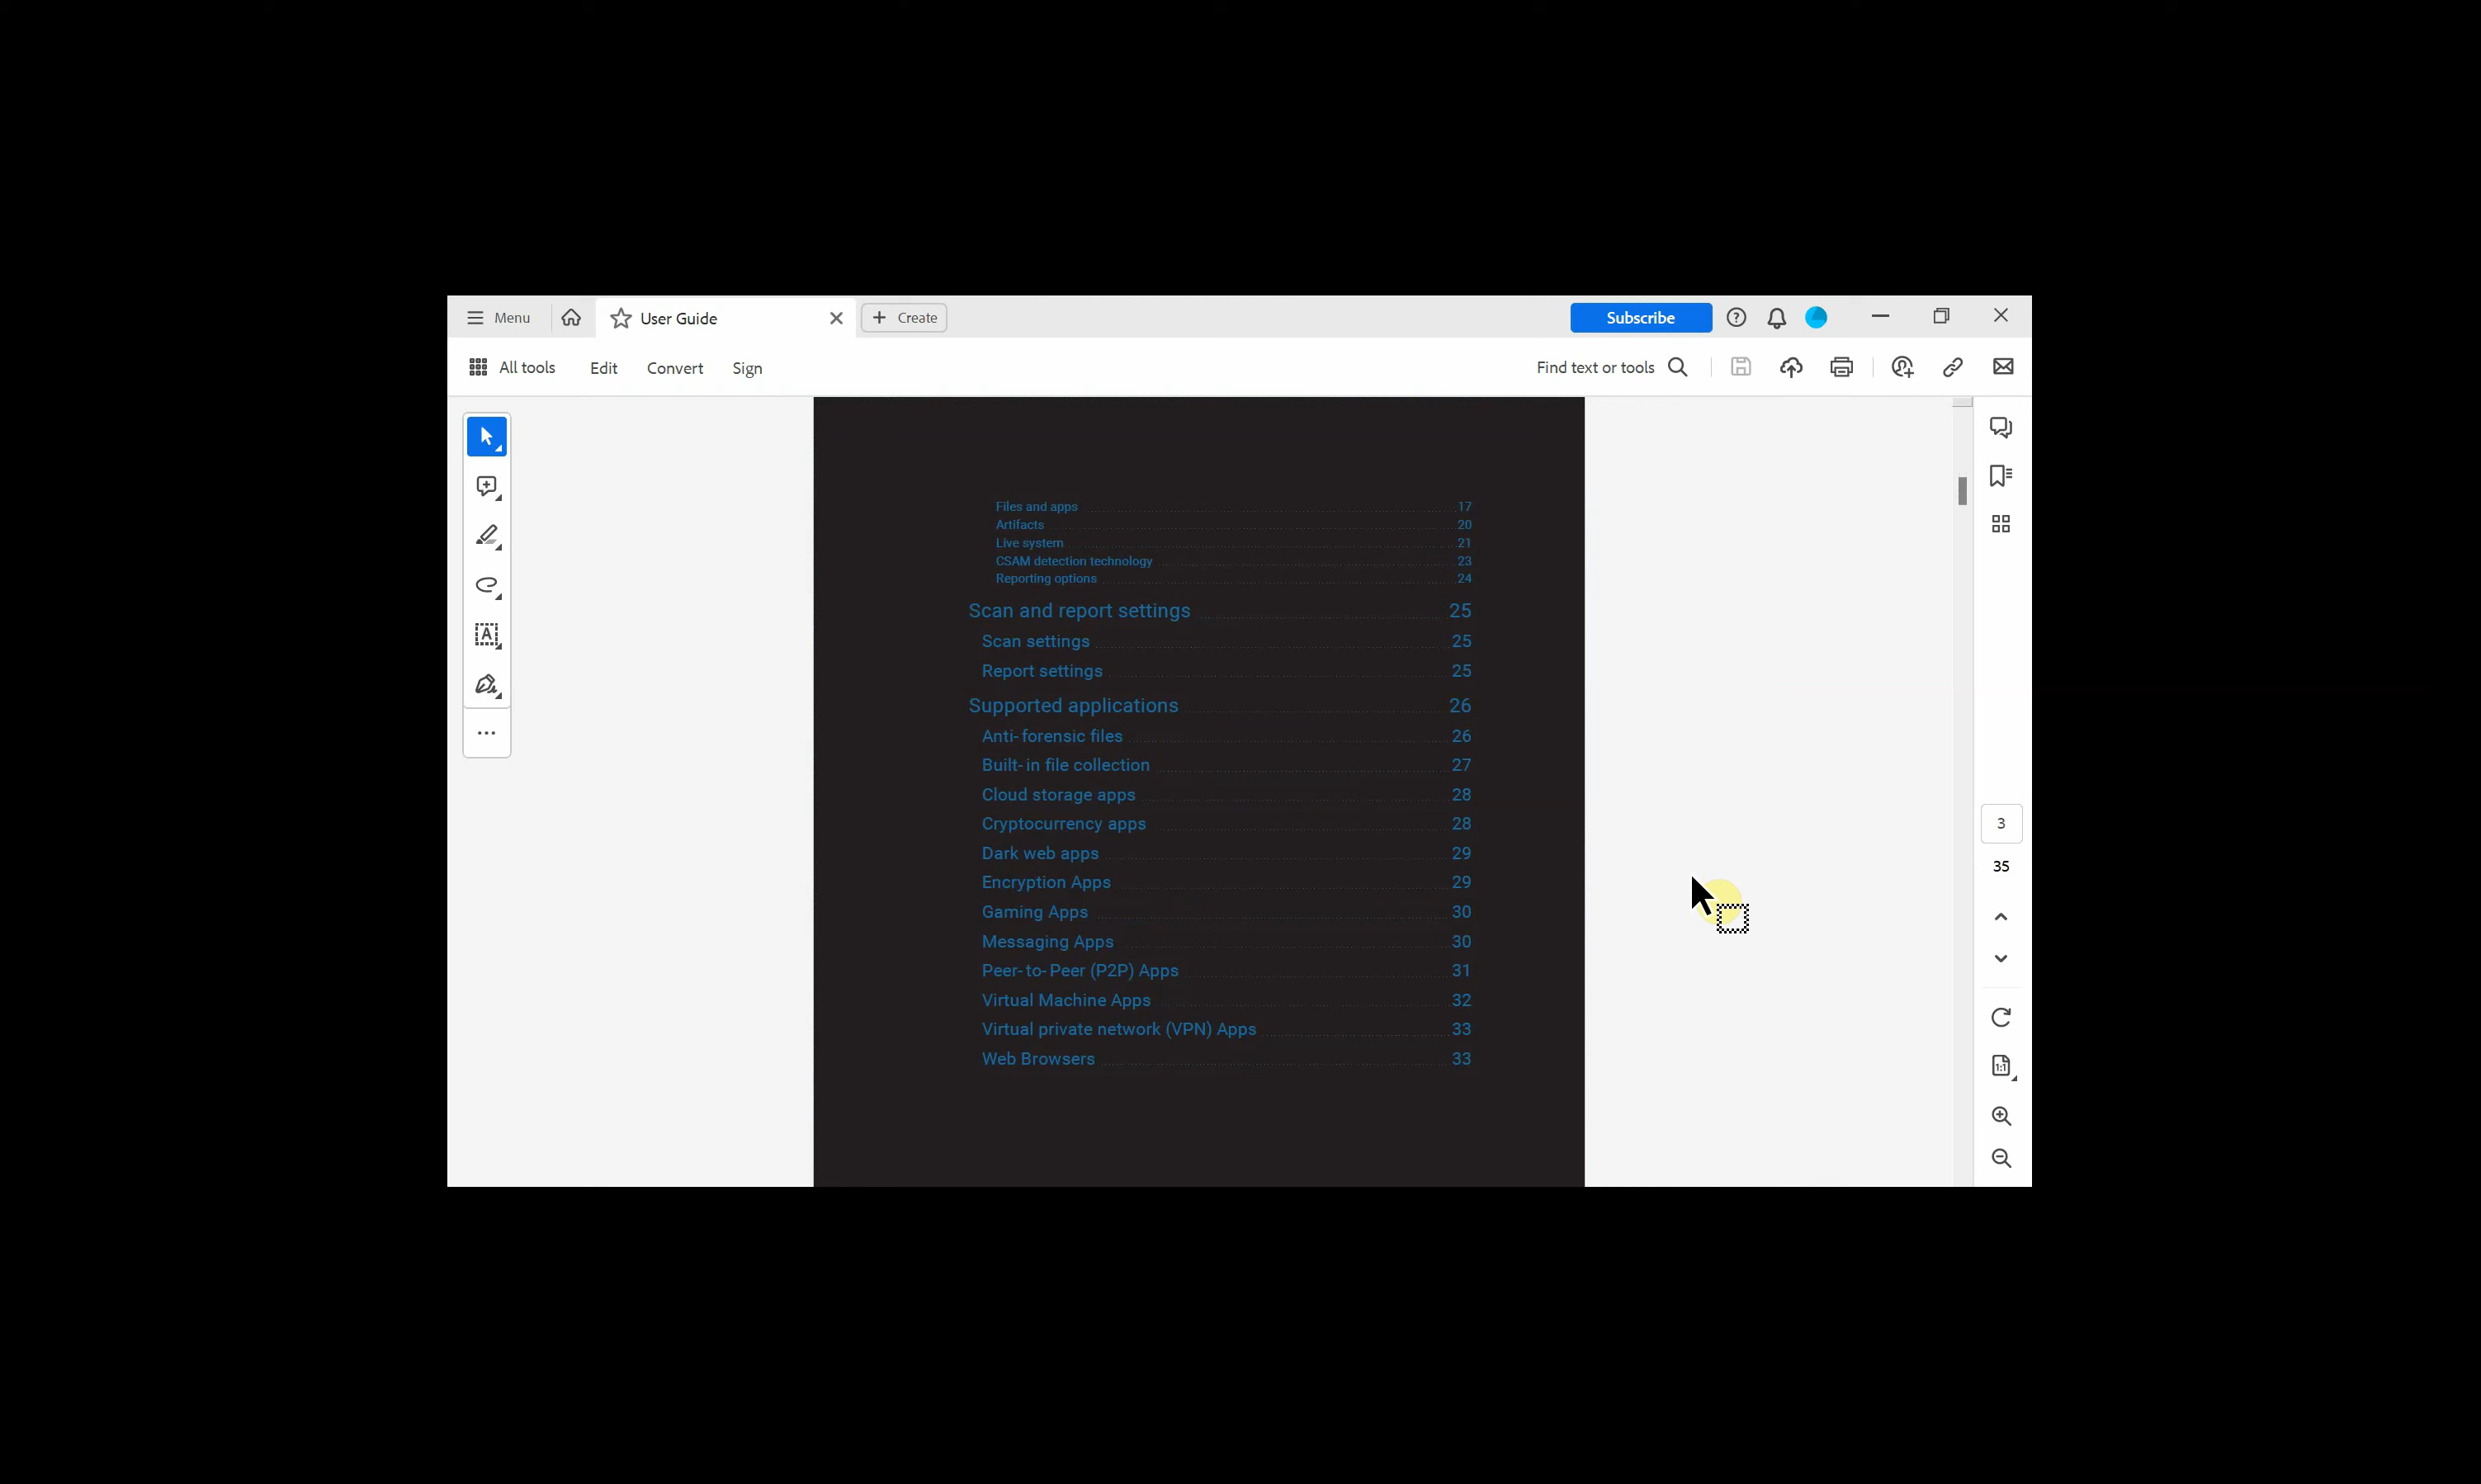 Menu User Guide Create Subscribe
All tools Edit Convert Sign Find text or tools
Files and apps 17
Artifacts 20
Live system 21
CSAM detection technology 23
Reporting options 24
Scan and report settings 25
Scan settings 25
Report settings 25
Supported applications 26
Anti-forensic files 26
Built-in file collection 27
Cloud storage apps 28
Cryptocurrency apps 28
Dark web apps 29
Encryption Apps 29
Gaming Apps 30
Messaging Apps 30
Peer-to-Peer (P2P) Apps 31
Virtual Machine Apps 32
Virtual private network (VPN) Apps 33
Web Browsers 33
3
35